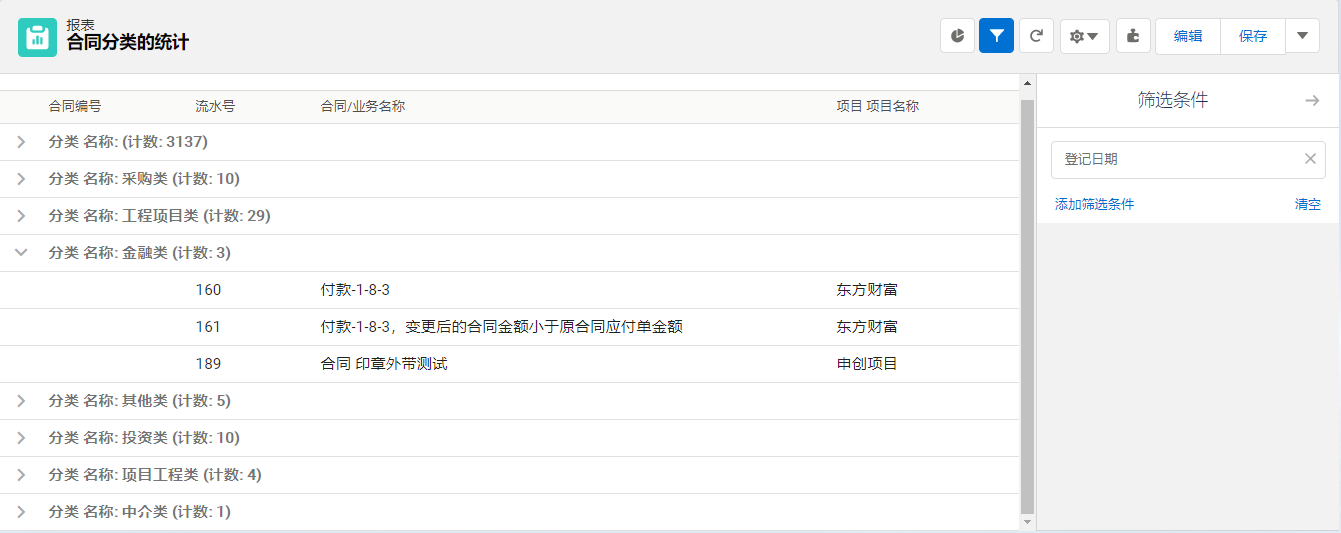 报表
合同分类的统计
编辑 保存
合同编号 流水号 合同/业务名称 项目 项目名称
分类 名称: (计数: 3137)
分类 名称: 采购类 (计数: 10)
分类 名称: 工程项目类 (计数: 29)
分类 名称: 金融类 (计数: 3)
160 付款-1-8-3 东方财富
161 付款-1-8-3，变更后的合同金额小于原合同应付单金额 东方财富
189 合同 印章外带测试 申创项目
分类 名称: 其他类 (计数: 5)
分类 名称: 投资类 (计数: 10)
分类 名称: 项目工程类 (计数: 4)
分类 名称: 中介类 (计数: 1)
筛选条件
登记日期
添加筛选条件 清空